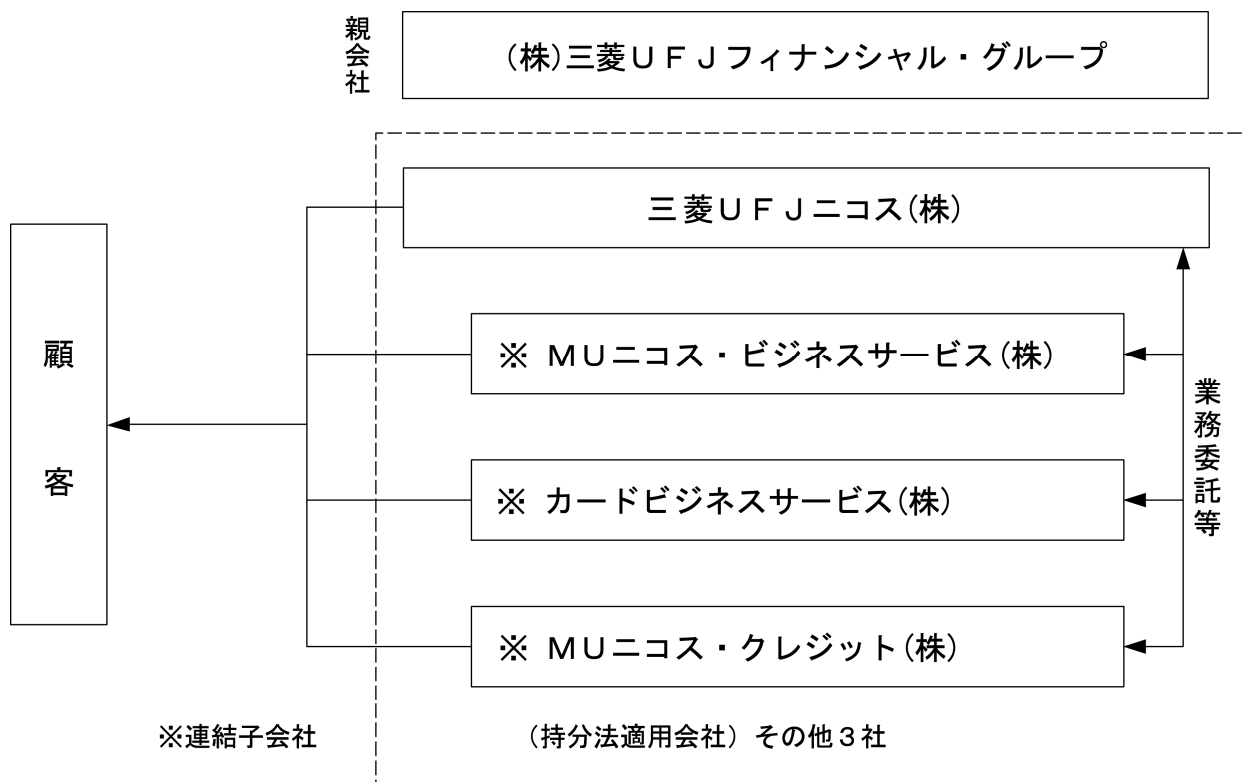 親会社
(株)三菱UFJフィナンシャル・グループ
三菱UFJニコス(株)
顧客
※ MUニコス・ビジネスサービス(株)
※ カードビジネスサービス(株)
※ MUニコス・クレジット(株)
業務委託等
※連結子会社
(持分法適用会社) その他3社